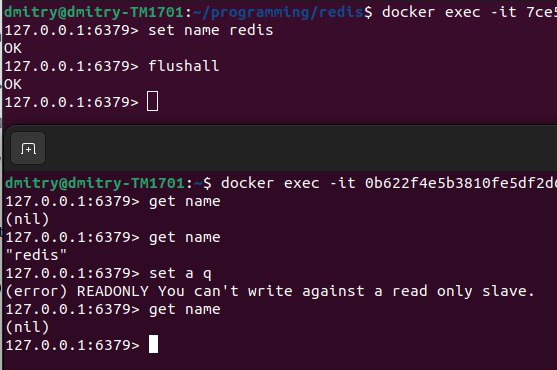 dmitry@dmitry-TM1701:~/programming/redis$ docker exec -it 7ce5
127.0.0.1:6379> set name redis
OK
127.0.0.1:6379> flushall
OK
127.0.0.1:6379>
dmitry@dmitry-TM1701:~$ docker exec -it 0b622f4e5b3810fe5df2dc
127.0.0.1:6379> get name
(nil)
127.0.0.1:6379> get name
"redis"
127.0.0.1:6379> set a q
(error) READONLY You can't write against a read only slave.
127.0.0.1:6379> get name
(nil)
127.0.0.1:6379>